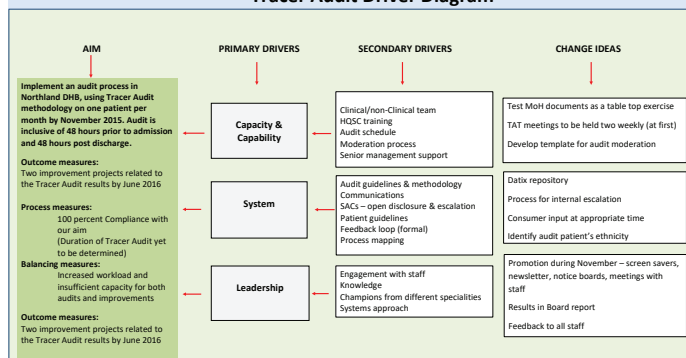 Tracer Audit Driver Diagram
AIM
PRIMARY DRIVERS
SECONDARY DRIVERS
CHANGE IDEAS
Implement an audit process in
Northland DHB, using Tracer Audit
methodology on one patient per
month by November 2015. Audit is
inclusive of 48 hours prior to admission
and 48 hours post discharge.
Outcome measures:
Two improvement projects related to
the Tracer Audit results by June 2016
Process measures:
100 percent Compliance with
our aim
(Duration of Tracer Audit yet
to be determined)
Balancing measures:
Increased workload and
insufficient capacity for both
audits and improvements
Outcome measures:
Two improvement projects related to
the Tracer Audit results by June 2016
Capacity &
Capability
System
Leadership
Clinical/non-Clinical team
HQSC training
Audit schedule
Moderation process
Senior management support
Audit guidelines & methodology
Communications
SACs – open disclosure & escalation
Patient guidelines
Feedback loop (formal)
Process mapping
Engagement with staff
Knowledge
Champions from different specialities
Systems approach
Test MoH documents as a table top exercise
TAT meetings to be held two weekly (at first)
Develop template for audit moderation
Datix repository
Process for internal escalation
Consumer input at appropriate time
Identify audit patient's ethnicity
Promotion during November – screen savers,
newsletter, notice boards, meetings with
staff
Results in Board report
Feedback to all staff